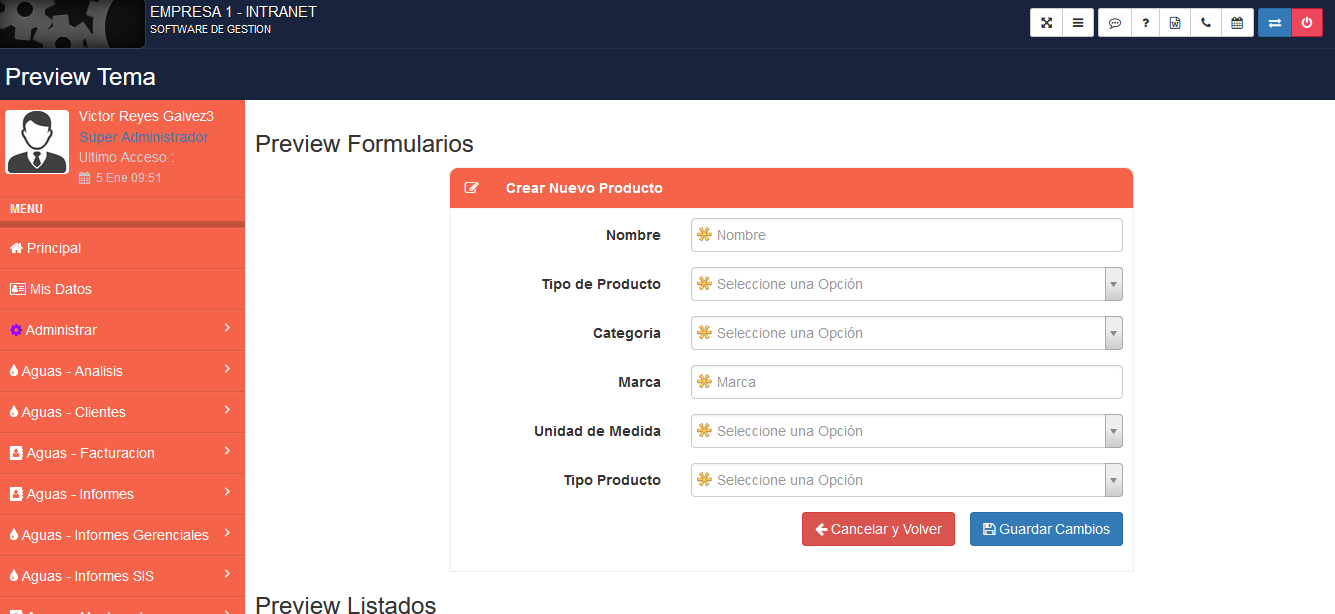 EMPRESA 1 - INTRANET
SOFTWARE DE GESTION
Preview Tema
Victor Reyes Galvez3
Super Administrador
Ultimo Acceso :
5 Ene 09:51
MENU
Principal
Mis Datos
Administrar
Aguas - Analisis
Aguas - Clientes
Aguas - Facturacion
Aguas - Informes
Aguas - Informes Gerenciales
Aguas - Informes SIS
Preview Formularios
Crear Nuevo Producto
Nombre Nombre
Tipo de Producto Seleccione una Opción
Categoria Seleccione una Opción
Marca Marca
Unidad de Medida Seleccione una Opción
Tipo Producto Seleccione una Opción
Cancelar y Volver Guardar Cambios
Preview Listados